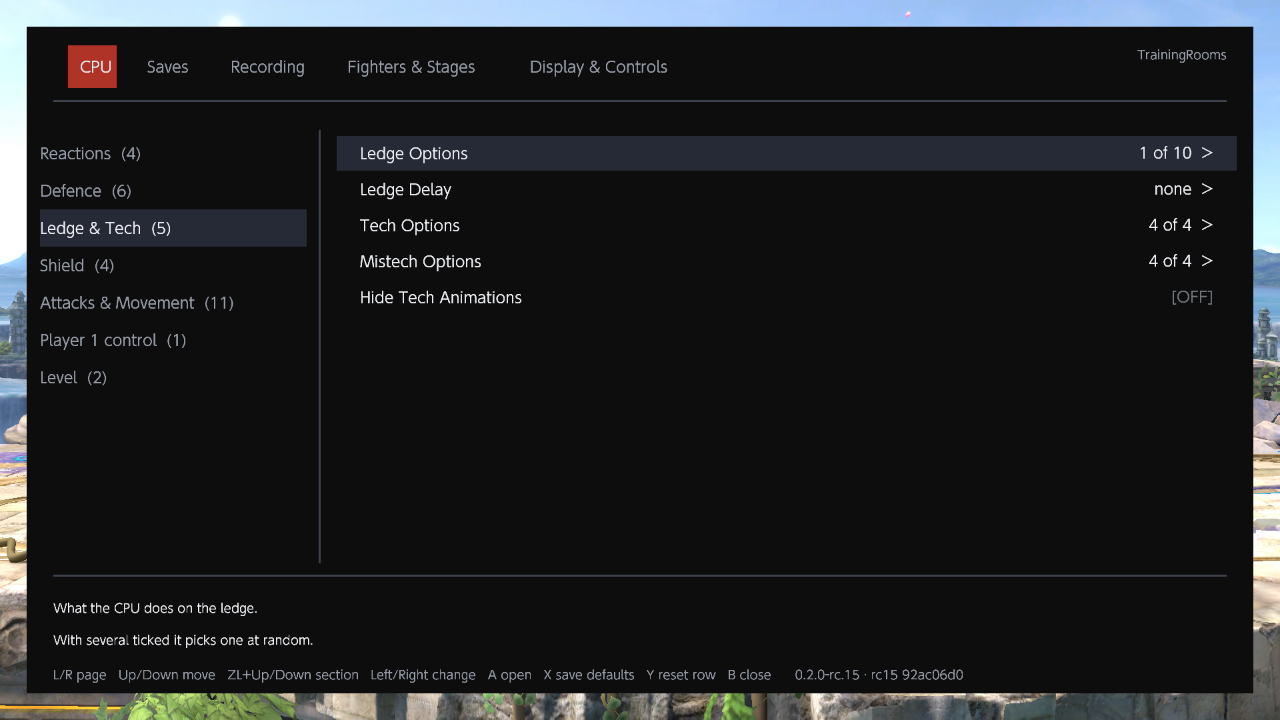 CPU Saves Recording Fighters & Stages Display & Controls TrainingRooms
Reactions (4)
Defence (6)
Ledge & Tech (5)
Shield (4)
Attacks & Movement (11)
Player 1 control (1)
Level (2)
Ledge Options 1 of 10 >
Ledge Delay none >
Tech Options 4 of 4 >
Mistech Options 4 of 4 >
Hide Tech Animations [OFF]
What the CPU does on the ledge.
With several ticked it picks one at random.
L/R page Up/Down move ZL+Up/Down section Left/Right change A open X save defaults Y reset row B close 0.2.0-rc.15 · rc15 92ac06d0